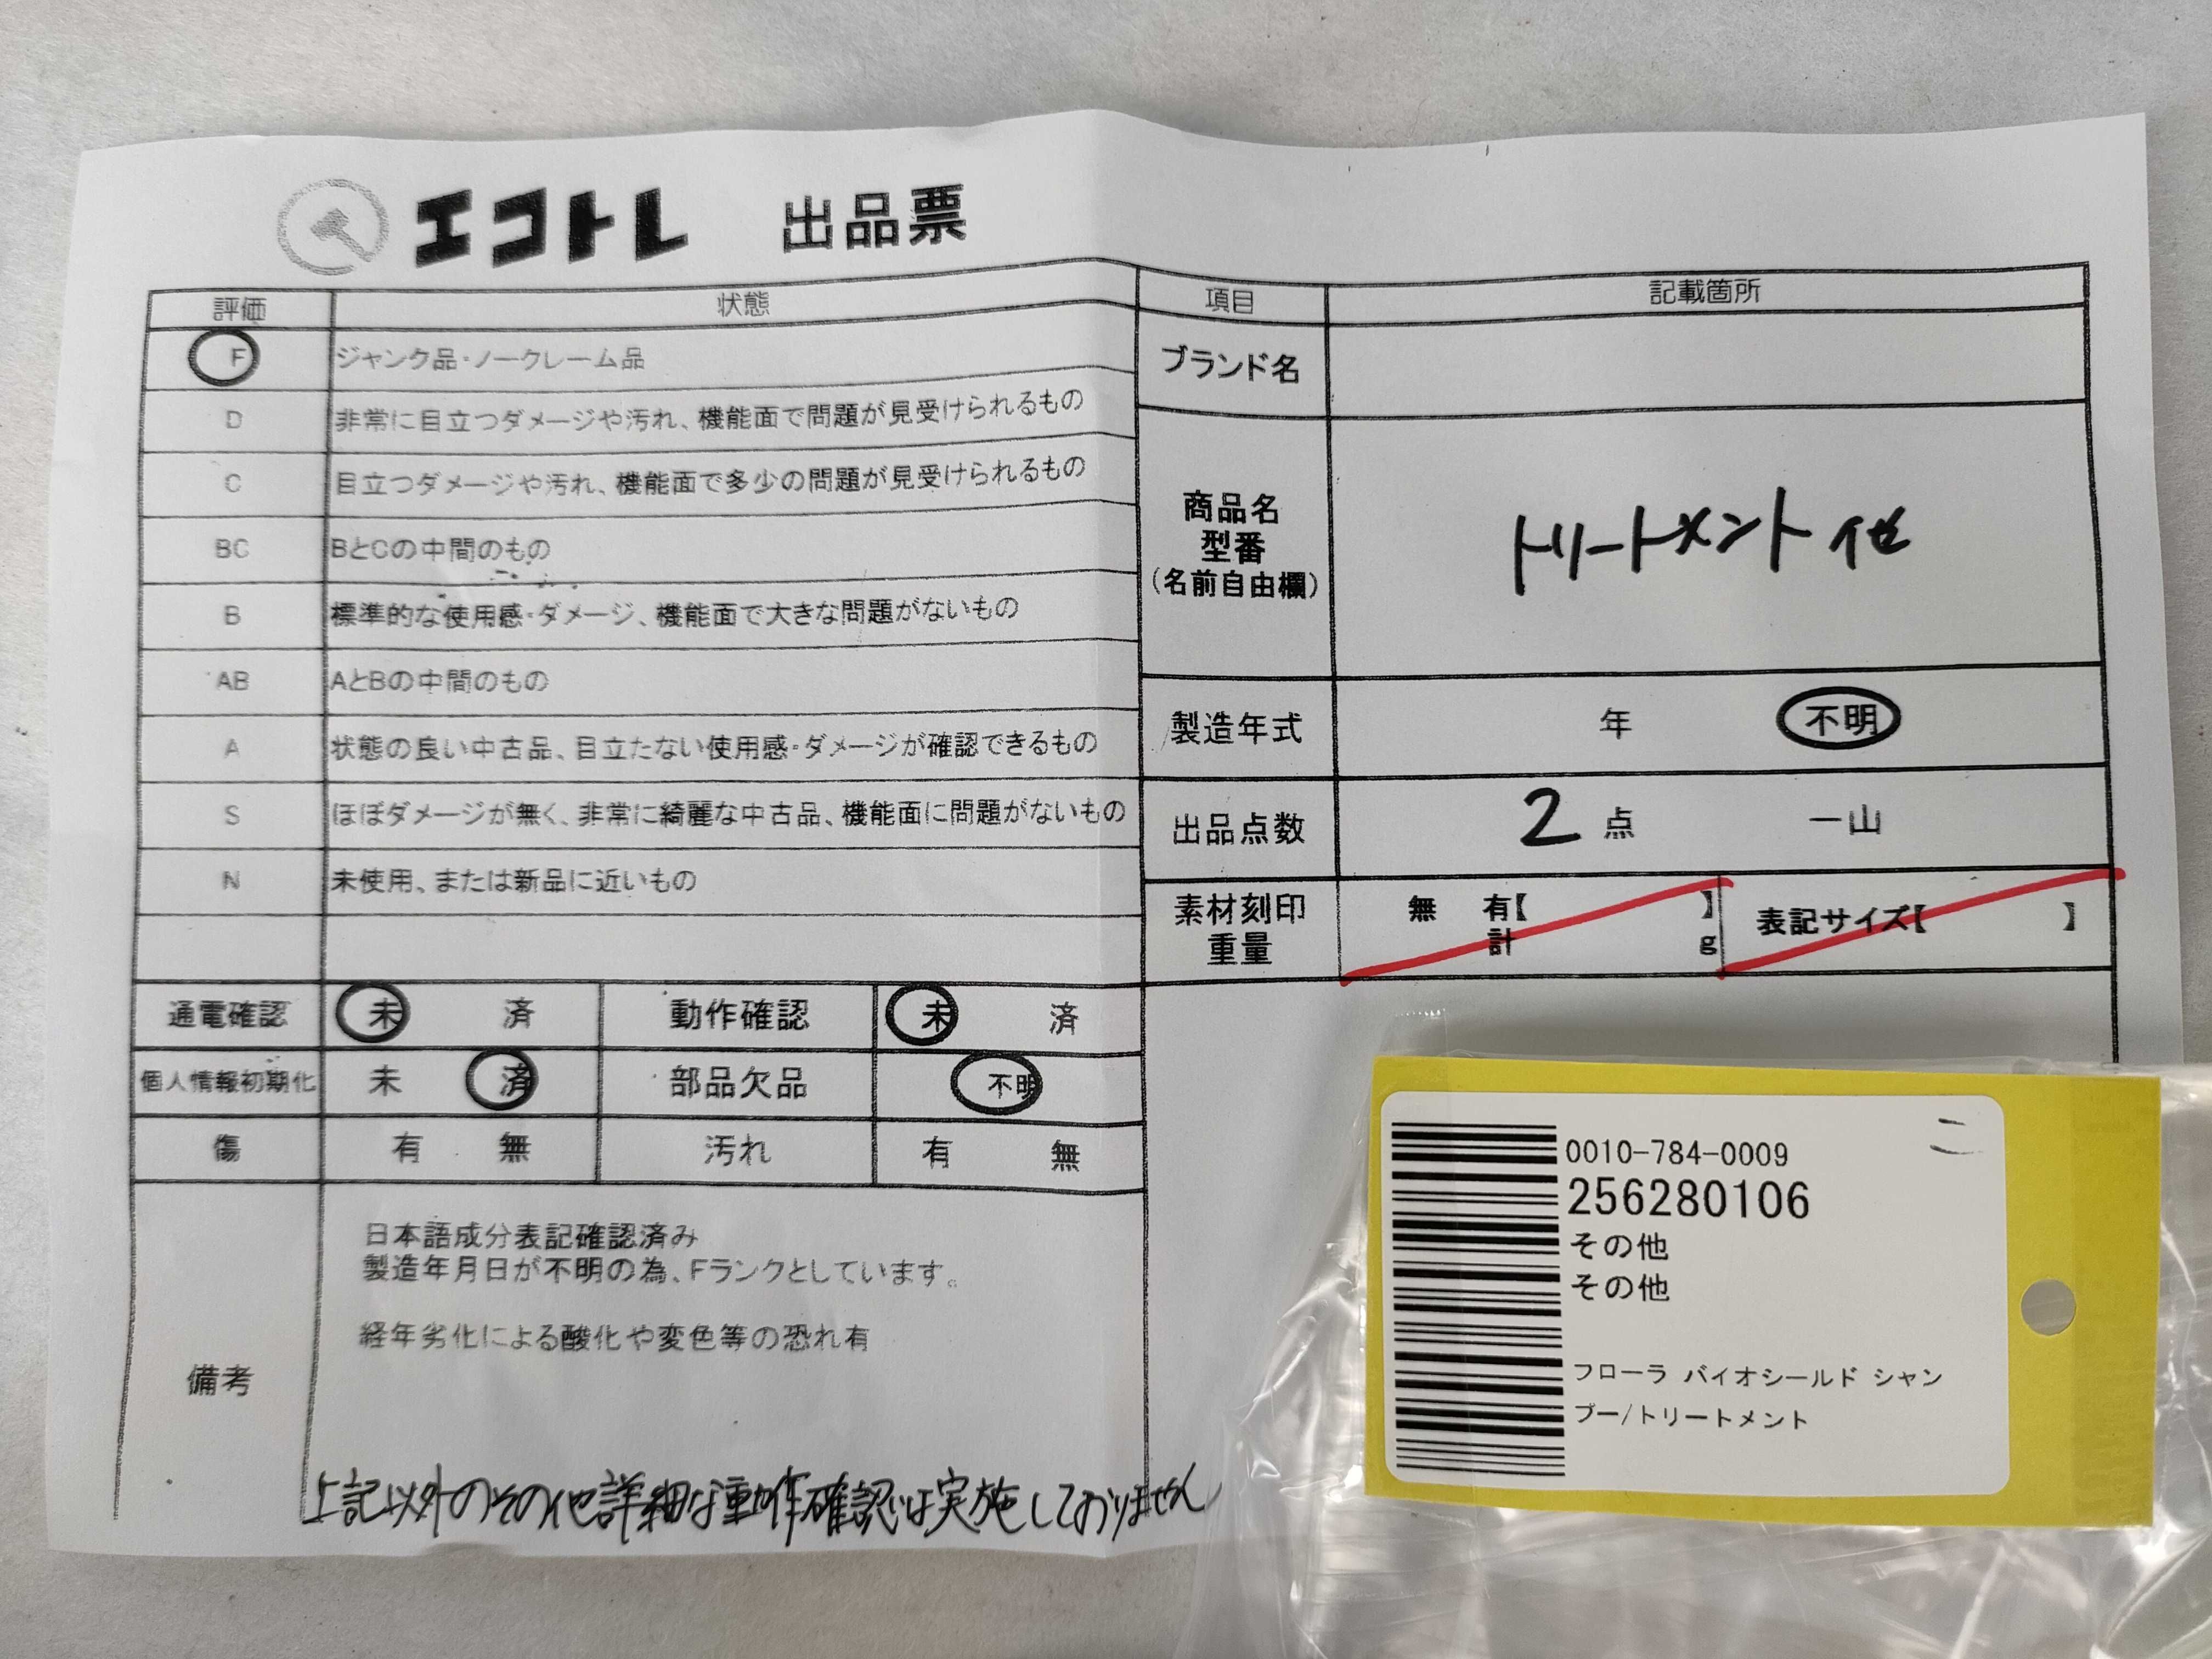 エコトレ 出品票
評価 状態
F ジャンク品・ノークレーム品
D 非常に目立つダメージや汚れ、機能面で問題が見受けられるもの
C 目立つダメージや汚れ、機能面で多少の問題が見受けられるもの
BC BとCの中間のもの
B 標準的な使用感・ダメージ、機能面で大きな問題がないもの
AB AとBの中間のもの
A 状態の良い中古品、目立たない使用感・ダメージが確認できるもの
S ほぼダメージが無く、非常に綺麗な中古品、機能面に問題がないもの
N 未使用、または新品に近いもの
通電確認 未 済 動作確認 未 済
個人情報初期化 未 済 部品欠品 不明
傷 有 無 汚れ 有 無
備考
日本語成分表記確認済み
製造年月日が不明の為、Fランクとしています。
経年劣化による酸化や変色等の恐れ有
上記以外のその他詳細な動作確認は実施しておりません
項目 記載箇所
ブランド名
商品名
型番
(名前自由欄)
トリートメント 他
製造年式 年 不明
出品点数 2 点 一山
素材刻印 無 有【 】 表記サイズ【 】
重量 計 g
0010-784-0009 こ
256280106
その他
その他
フローラ バイオシールド シャン
プー/トリートメント